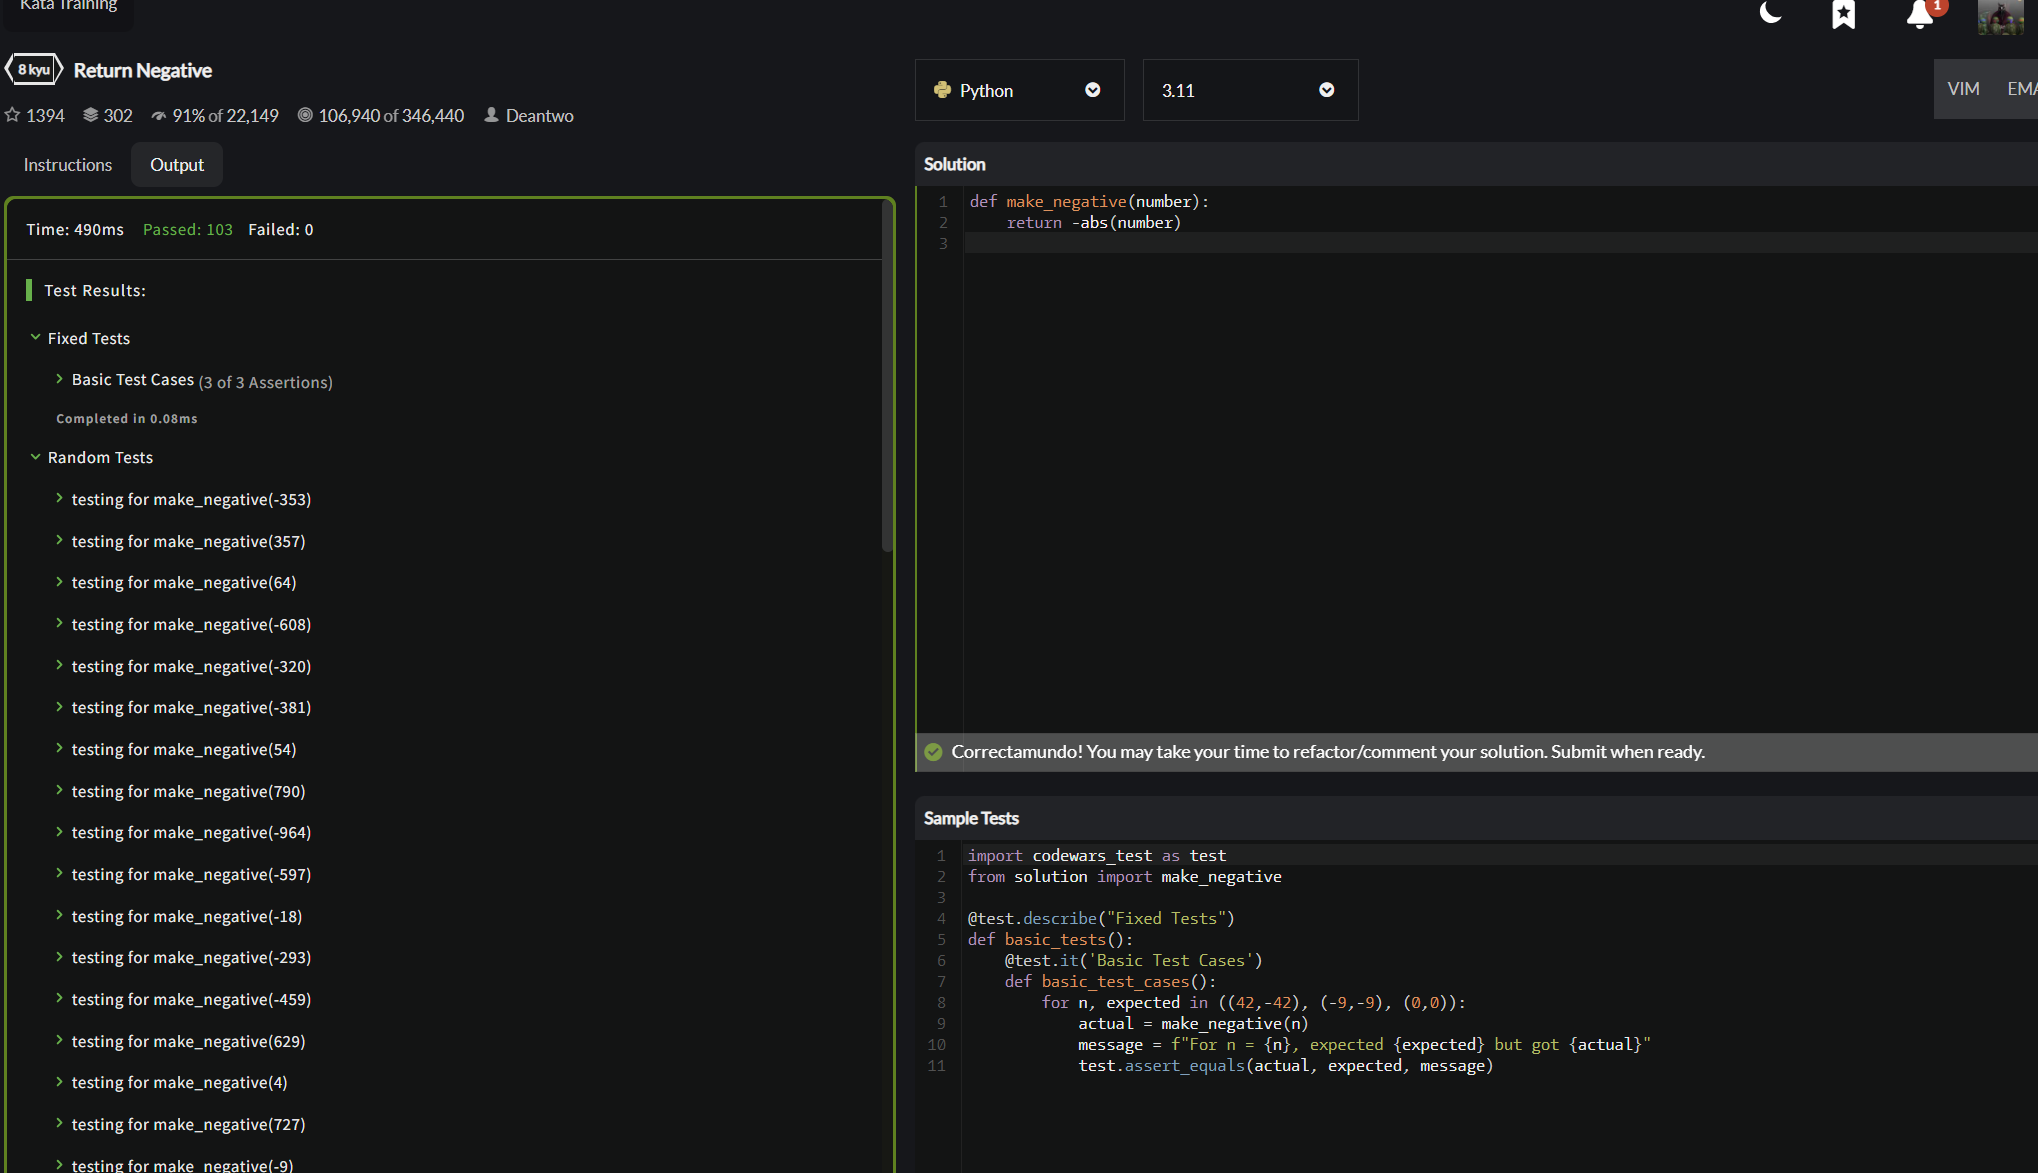 Kata Training
1
8 kyu Return Negative
1394 302 91% of 22,149 106,940 of 346,440 Deantwo
Instructions Output
Time: 490ms Passed: 103 Failed: 0
Test Results:
Fixed Tests
Basic Test Cases (3 of 3 Assertions)
Completed in 0.08ms
Random Tests
testing for make_negative(-353)
testing for make_negative(357)
testing for make_negative(64)
testing for make_negative(-608)
testing for make_negative(-320)
testing for make_negative(-381)
testing for make_negative(54)
testing for make_negative(790)
testing for make_negative(-964)
testing for make_negative(-597)
testing for make_negative(-18)
testing for make_negative(-293)
testing for make_negative(-459)
testing for make_negative(629)
testing for make_negative(4)
testing for make_negative(727)
testing for make_negative(-9)
Python 3.11 VIM EMA
Solution
1 def make_negative(number):
2     return -abs(number)
3
Correctamundo! You may take your time to refactor/comment your solution. Submit when ready.
Sample Tests
1 import codewars_test as test
2 from solution import make_negative
3
4 @test.describe("Fixed Tests")
5 def basic_tests():
6     @test.it('Basic Test Cases')
7     def basic_test_cases():
8         for n, expected in ((42,-42), (-9,-9), (0,0)):
9             actual = make_negative(n)
10             message = f"For n = {n}, expected {expected} but got {actual}"
11             test.assert_equals(actual, expected, message)